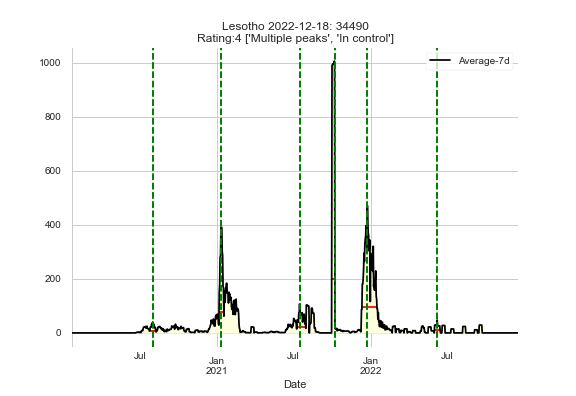 Lesotho 2022-12-18: 34490
Rating:4 ['Multiple peaks', 'In control']
Average-7d
1000
800
600
400
200
0
Jul
Jan
2021
Jul
Jan
2022
Jul
Date